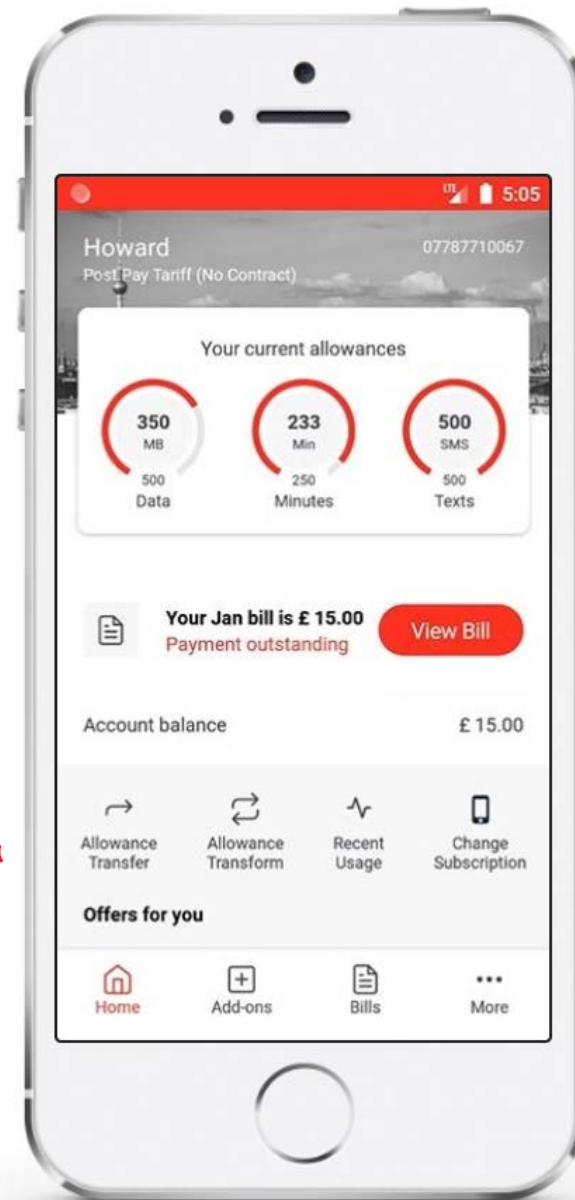 LTE 5:05
Howard 07787710067
Post Pay Tariff (No Contract)
Your current allowances
350 233 500
MB Min SMS
500 250 500
Data Minutes Texts
Your Jan bill is £ 15.00
Payment outstanding
View Bill
Account balance £ 15.00
Allowance Transfer
Allowance Transform
Recent Usage
Change Subscription
Offers for you
Home Add-ons Bills More